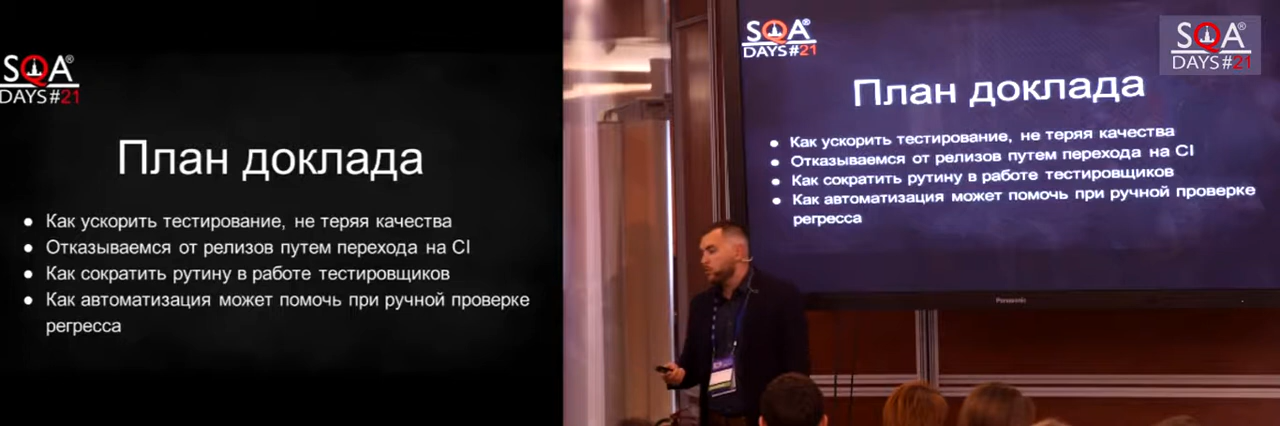 SQA®
DAYS#21
План доклада
Как ускорить тестирование, не теряя качества
Отказываемся от релизов путем перехода на CI
Как сократить рутину в работе тестировщиков
Как автоматизация может помочь при ручной проверке
регресса
SQA®
DAYS#21
План доклада
Как ускорить тестирование, не теряя качества
Отказываемся от релизов путем перехода на CI
Как сократить рутину в работе тестировщиков
Как автоматизация может помочь при ручной проверке
регресса
Panasonic
SQA®
DAYS#21